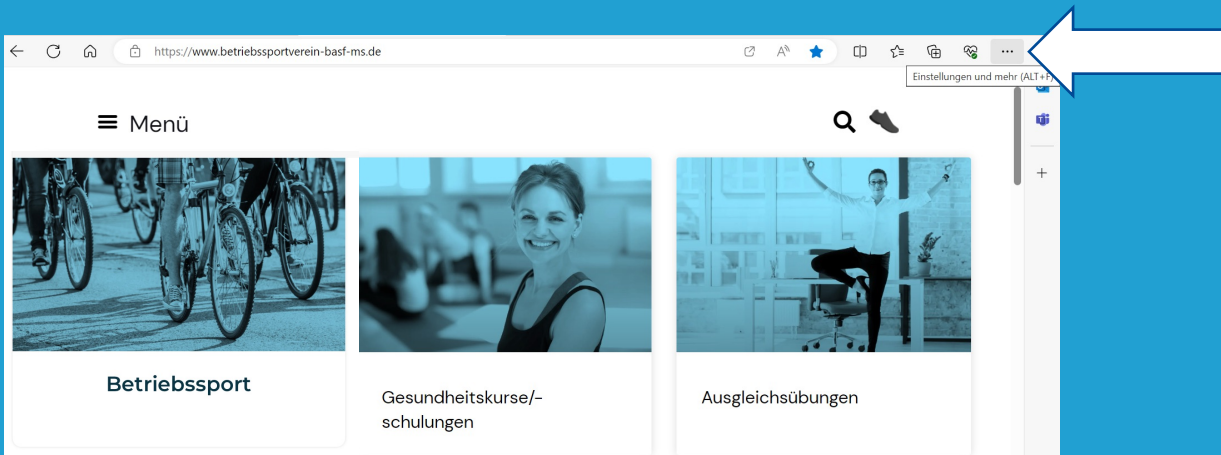 https://www.betriebssportverein-basf-ms.de
Einstellungen und mehr (ALT+F)
Menü
Betriebssport
Gesundheitskurse/-
schulungen
Ausgleichsübungen